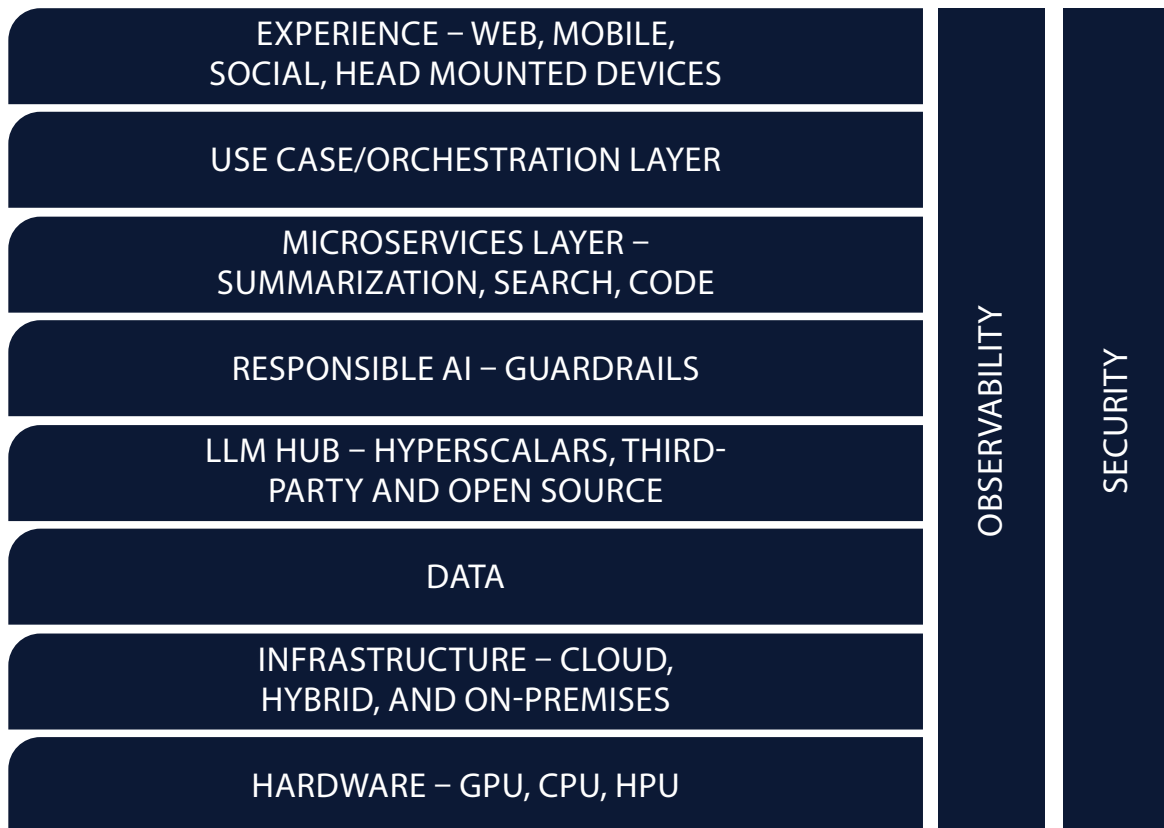 EXPERIENCE – WEB, MOBILE,
SOCIAL, HEAD MOUNTED DEVICES
USE CASE/ORCHESTRATION LAYER
MICROSERVICES LAYER –
SUMMARIZATION, SEARCH, CODE
RESPONSIBLE AI – GUARDRAILS
LLM HUB – HYPERSCALARS, THIRD-
PARTY AND OPEN SOURCE
DATA
INFRASTRUCTURE – CLOUD,
HYBRID, AND ON-PREMISES
HARDWARE – GPU, CPU, HPU
OBSERVABILITY
SECURITY